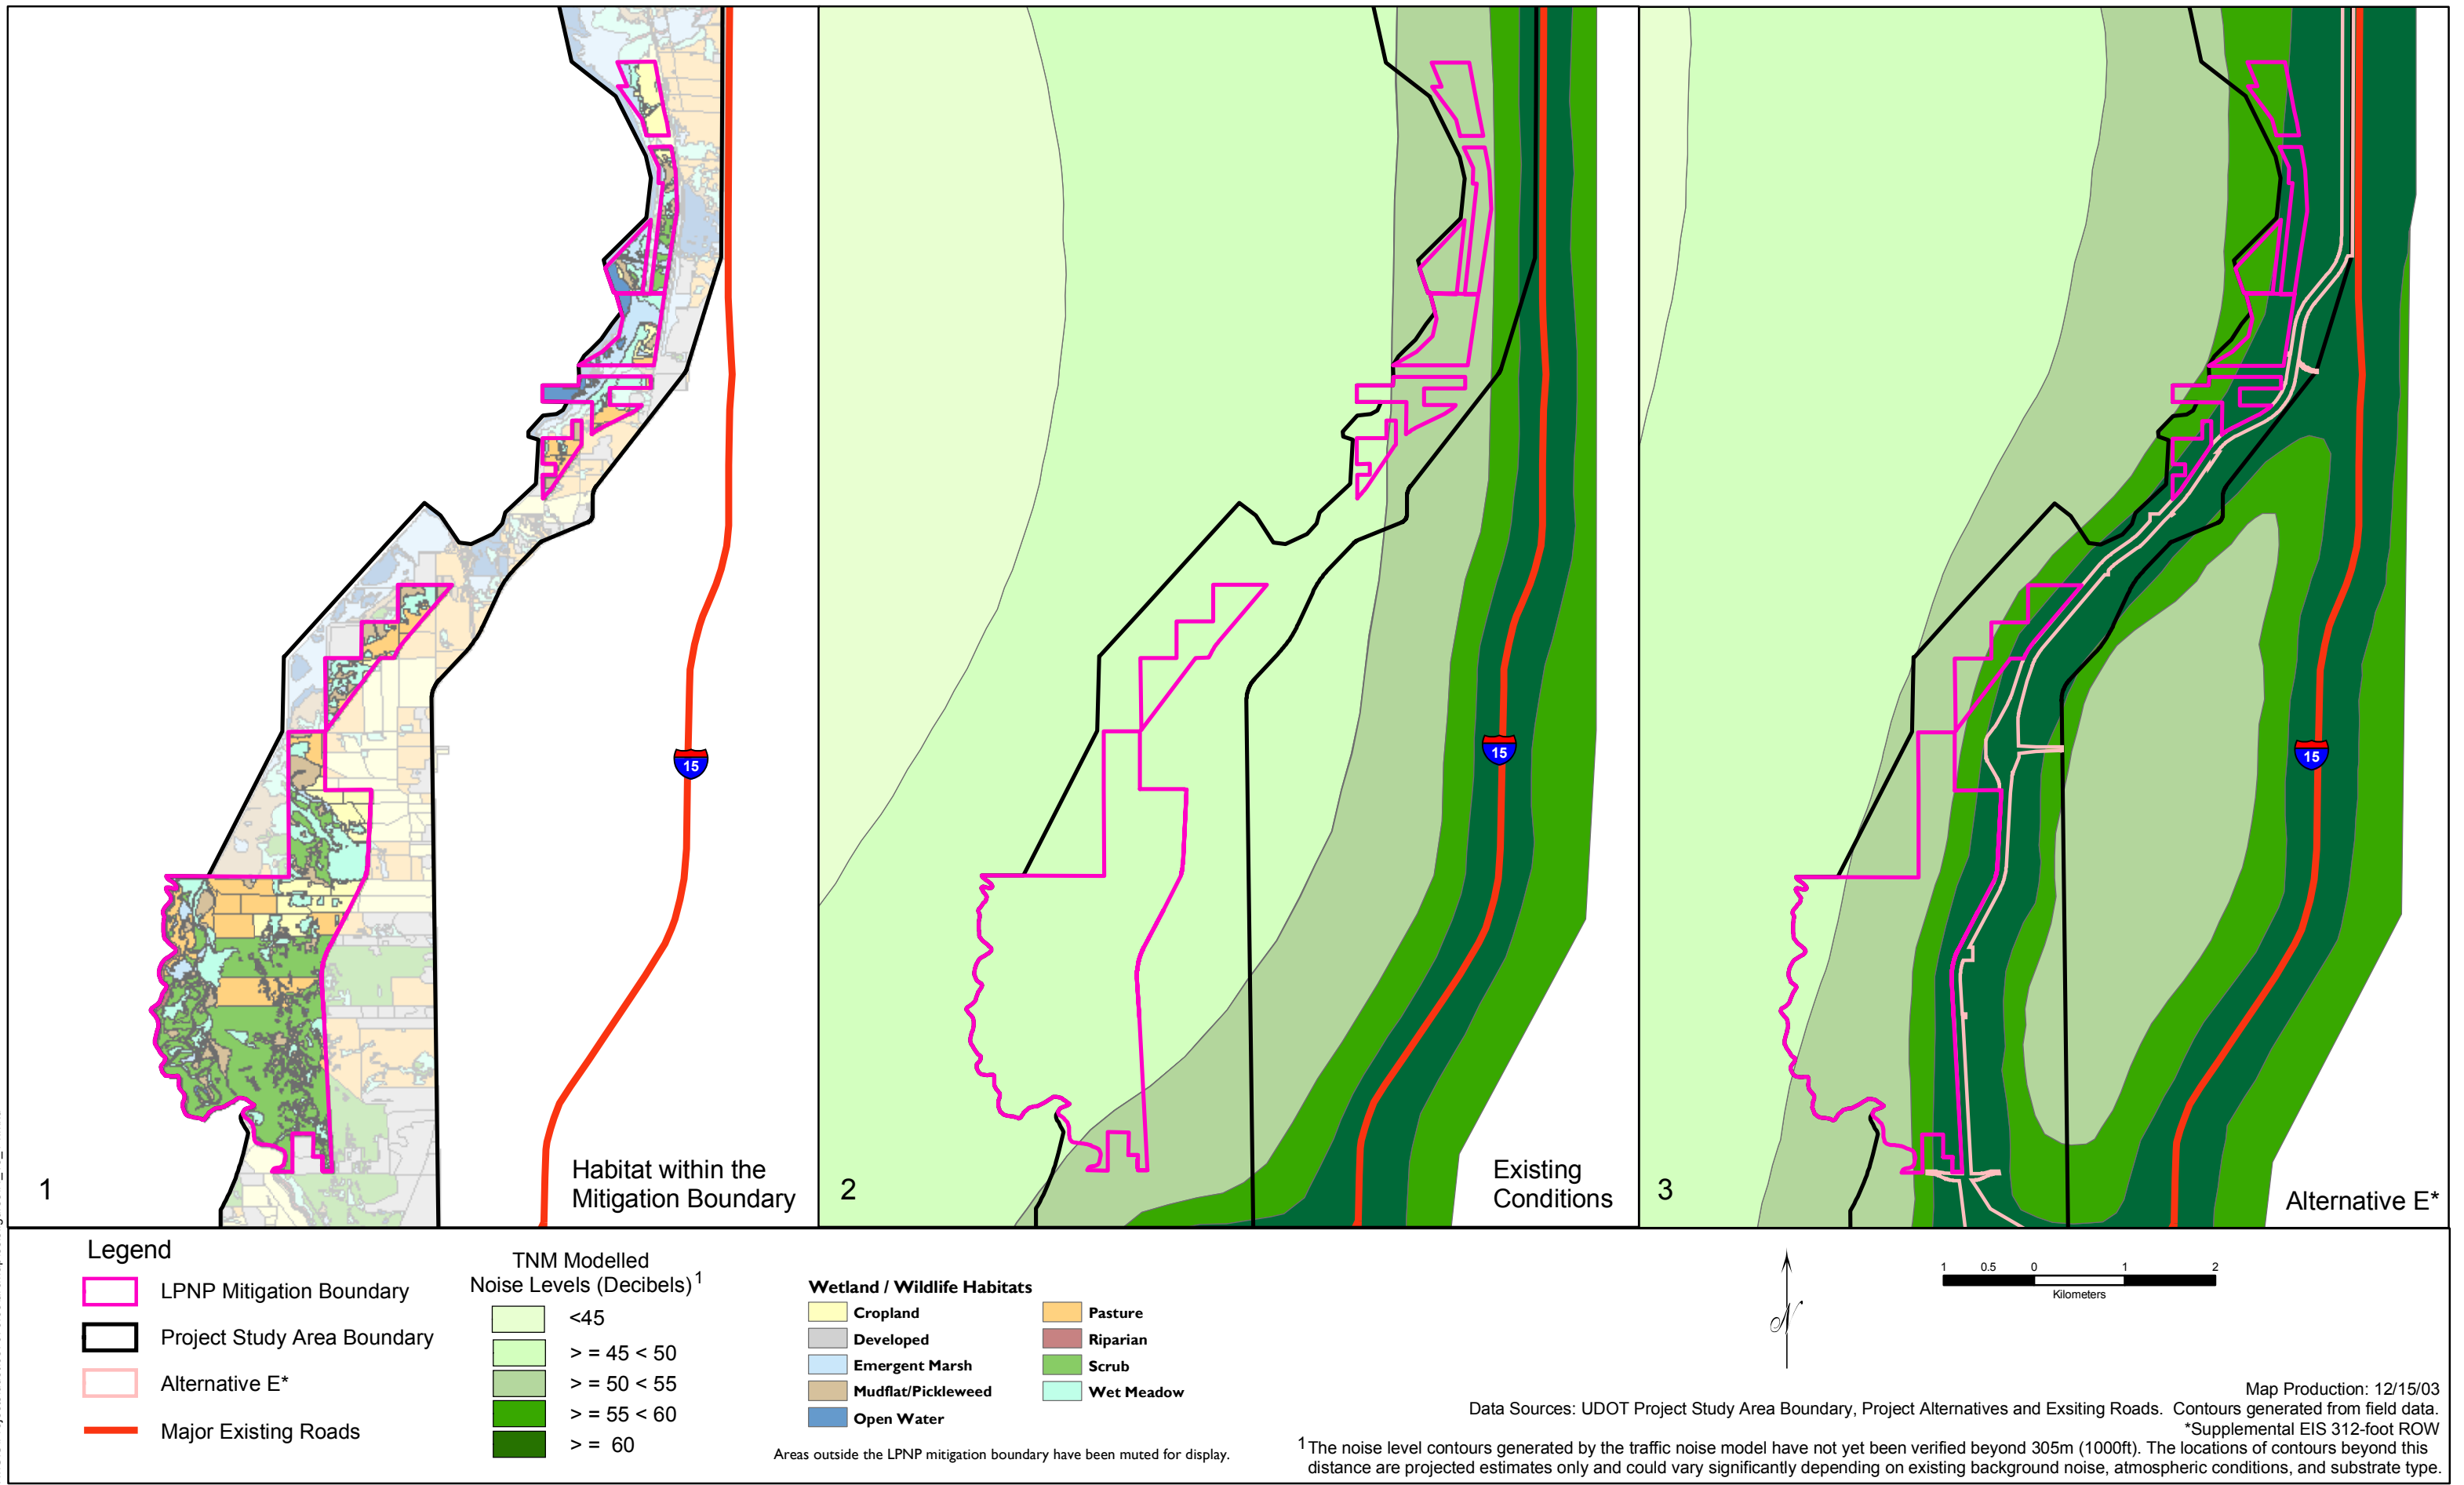 1
Habitat within the
Mitigation Boundary
15
2
Existing
Conditions
15
3
Alternative E*
15
Legend
LPNP Mitigation Boundary
Project Study Area Boundary
Alternative E*
Major Existing Roads
TNM Modelled
Noise Levels (Decibels) 1
<45
> = 45 < 50
> = 50 < 55
> = 55 < 60
> = 60
Wetland / Wildlife Habitats
Cropland
Developed
Emergent Marsh
Mudflat/Pickleweed
Open Water
Pasture
Riparian
Scrub
Wet Meadow
Areas outside the LPNP mitigation boundary have been muted for display.
N
1 0.5 0 1 2
Kilometers
Map Production: 12/15/03
Data Sources: UDOT Project Study Area Boundary, Project Alternatives and Exsiting Roads. Contours generated from field data.
*Supplemental EIS 312-foot ROW
1 The noise level contours generated by the traffic noise model have not yet been verified beyond 305m (1000ft). The locations of contours beyond this
distance are projected estimates only and could vary significantly depending on existing background noise, atmospheric conditions, and substrate type.